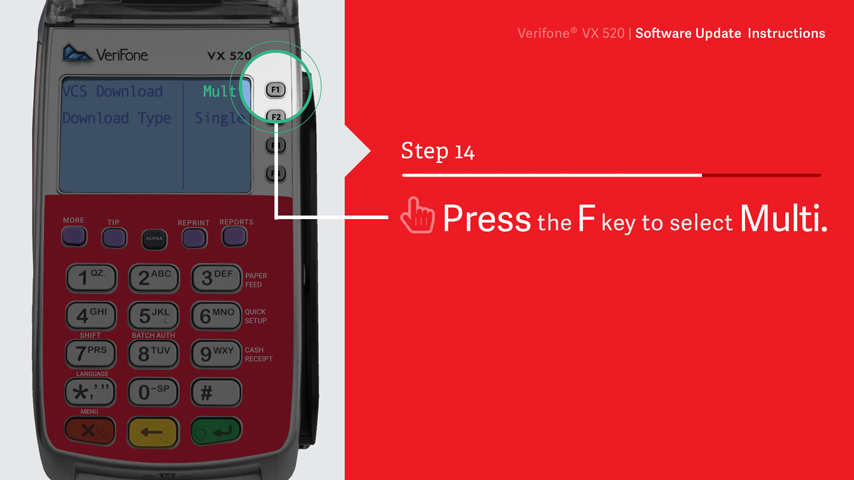 Verifone® VX 520 | Software Update Instructions
VeriFone VX 520
VCS Download Mult
Download Type Single
F1
F2
Step 14
Press the F key to select Multi.
MORE TIP ALPHA REPRINT REPORTS
1 QZ. 2 ABC 3 DEF PAPER FEED
4 GHI 5 JKL 6 MNO QUICK SETUP
SHIFT BATCH AUTH
7 PRS 8 TUV 9 WXY CASH RECEIPT
LANGUAGE
*,'" 0 -SP #
MENU